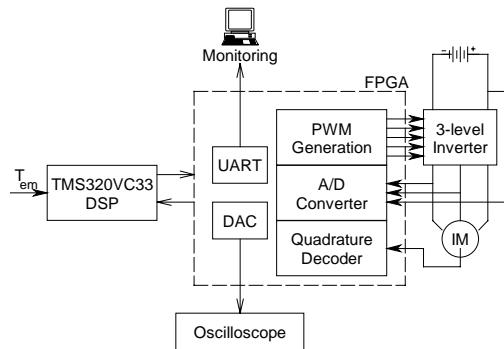 Monitoring
FPGA
- +
PWM
Generation
3-level
Inverter
UART
A/D
Converter
T_em
TMS320VC33
DSP
DAC
Quadrature
Decoder
IM
Oscilloscope